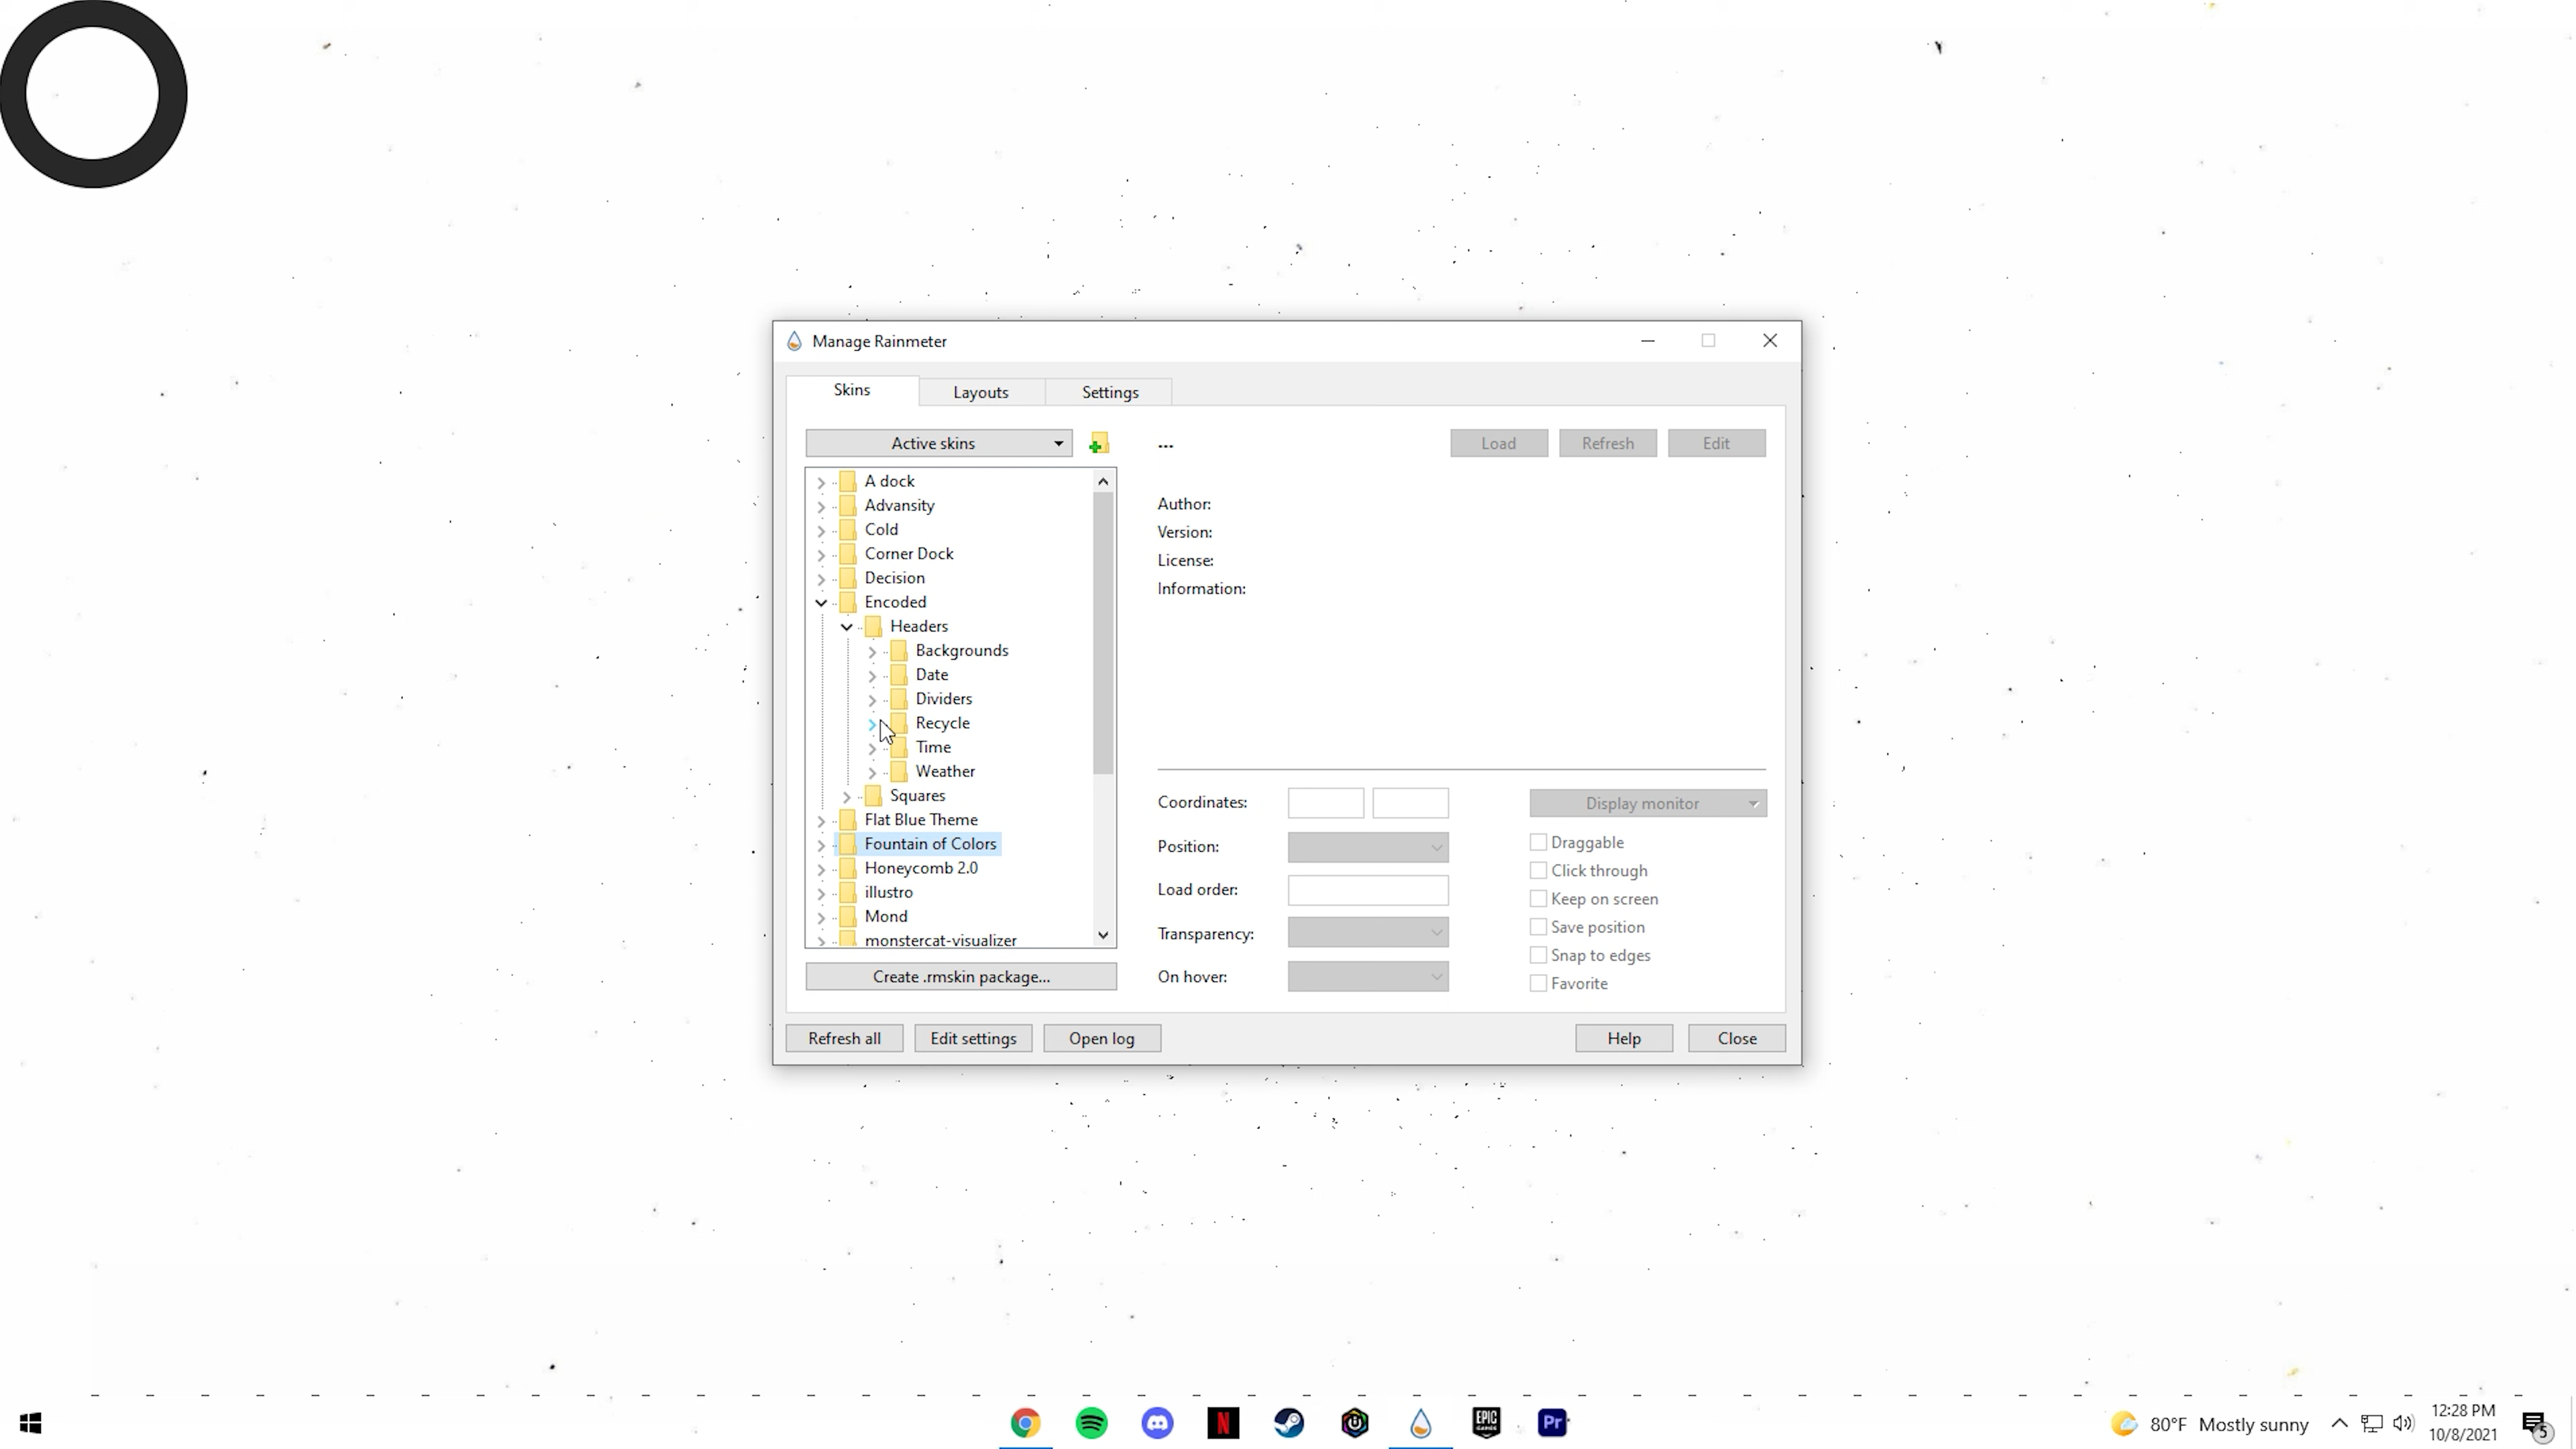 Manage Rainmeter
Skins
Layouts
Settings
Active skins
---
Load
Refresh
Edit
A dock
Advansity
Cold
Corner Dock
Decision
Encoded
Headers
Backgrounds
Date
Dividers
Recycle
Time
Weather
Squares
Flat Blue Theme
Fountain of Colors
Honeycomb 2.0
illustro
Mond
monstercat-visualizer
Create .rmskin package...
Author:
Version:
License:
Information:
Coordinates:
Position:
Load order:
Transparency:
On hover:
Display monitor
Draggable
Click through
Keep on screen
Save position
Snap to edges
Favorite
Refresh all
Edit settings
Open log
Help
Close
N
EPIC
GAMES
Pr
80°F Mostly sunny
12:28 PM
10/8/2021
5